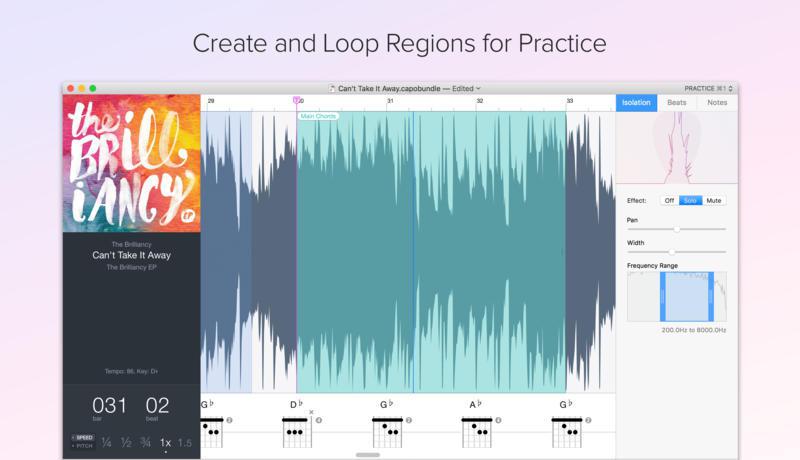 Create and Loop Regions for Practice
Can't Take It Away.capobundle — Edited
PRACTICE ⌘1
the BRilliANCY EP
29 30 31 32 33
Main Chords
Isolation Beats Notes
Effect: Off Solo Mute
Pan
Width
Frequency Range
200.0Hz to 8000.0Hz
The Brilliancy
Can't Take It Away
The Brilliancy EP
Tempo: 86, Key: D♭
031 02
bar beat
SPEED
PITCH
¼ ½ ¾ 1x 1.5
G♭ D♭ G♭ A♭ G♭